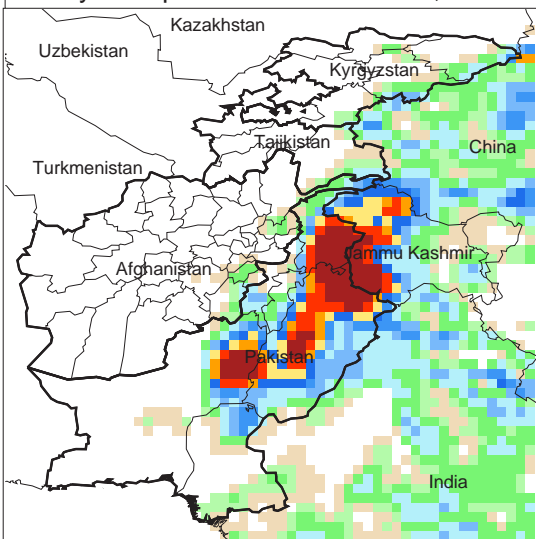 Kazakhstan
Uzbekistan
Kyrgyzstan
Tajikistan
China
Turkmenistan
Jammu Kashmir
Afghanistan
Pakistan
India